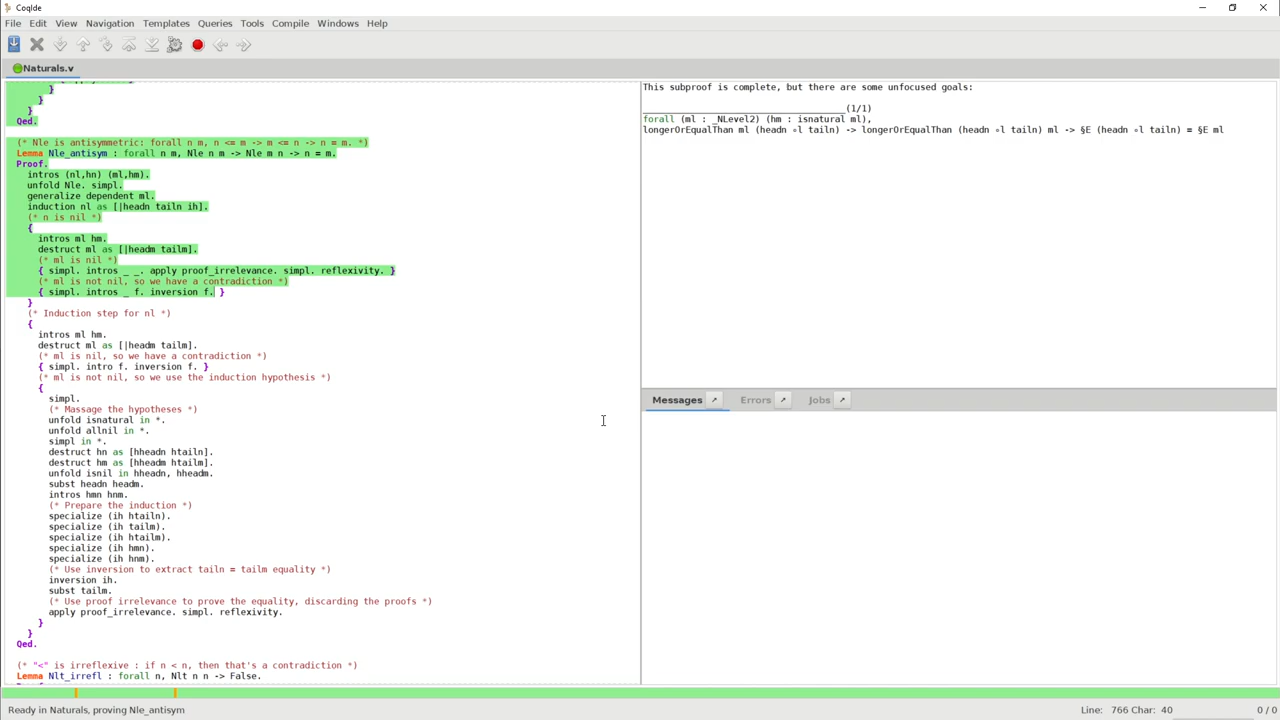 CoqIde
File Edit View Navigation Templates Queries Tools Compile Windows Help
Naturals.v
}
}
}
Qed.
(* Nle is antisymmetric: forall n m, n <= m -> m <= n -> n = m. *)
Lemma Nle_antisym : forall n m, Nle n m -> Nle m n -> n = m.
Proof.
intros (nl,hn) (ml,hm).
unfold Nle. simpl.
generalize dependent ml.
induction nl as [|headn tailn ih].
(* n is nil *)
{
intros ml hm.
destruct ml as [|headm tailm].
(* ml is nil *)
{ simpl. intros _ _. apply proof_irrelevance. simpl. reflexivity. }
(* ml is not nil, so we have a contradiction *)
{ simpl. intros _ f. inversion f. }
}
(* Induction step for nl *)
{
intros ml hm.
destruct ml as [|headm tailm].
(* ml is nil, so we have a contradiction *)
{ simpl. intro f. inversion f. }
(* ml is not nil, so we use the induction hypothesis *)
{
simpl.
(* Massage the hypotheses *)
unfold isnatural in *.
unfold allnil in *.
simpl in *.
destruct hn as [hheadn htailn].
destruct hm as [hheadm htailm].
unfold isnil in hheadn, hheadm.
subst headn headm.
intros hmn hnm.
(* Prepare the induction *)
specialize (ih htailn).
specialize (ih tailm).
specialize (ih htailm).
specialize (ih hmn).
specialize (ih hnm).
(* Use inversion to extract tailn = tailm equality *)
inversion ih.
subst tailm.
(* Use proof irrelevance to prove the equality, discarding the proofs *)
apply proof_irrelevance. simpl. reflexivity.
}
}
Qed.
(* "<" is irreflexive : if n < n, then that's a contradiction *)
Lemma Nlt_irrefl : forall n, Nlt n n -> False.
This subproof is complete, but there are some unfocused goals:
(1/1)
forall (ml : _NLevel2) (hm : isnatural ml),
longerOrEqualThan ml (headn ∘l tailn) -> longerOrEqualThan (headn ∘l tailn) ml -> §E (headn ∘l tailn) = §E ml
Messages Errors Jobs
Ready in Naturals, proving Nle_antisym
Line: 766 Char: 40
0 / 0